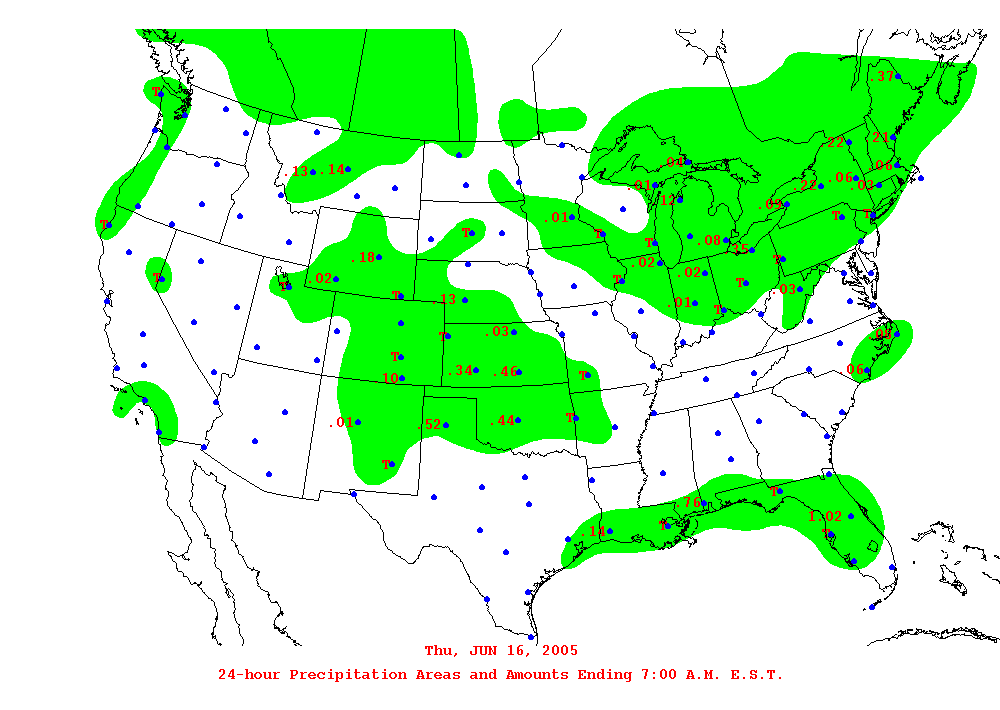 .37
T
.22 .21
.04 .06
.13 .14
.01 .22 .06 .03
.12
.09
.01 T T
T T T .08 .15
.18 .02 T
.02 T .02 T
T .03
T .13 .01 T
T .03 .08
T
.10 .34 .46 T .06
.01 .52 .44 T
T
T
.76
.14 T 1.02
T
Thu, JUN 16, 2005
24-hour Precipitation Areas and Amounts Ending 7:00 A.M. E.S.T.